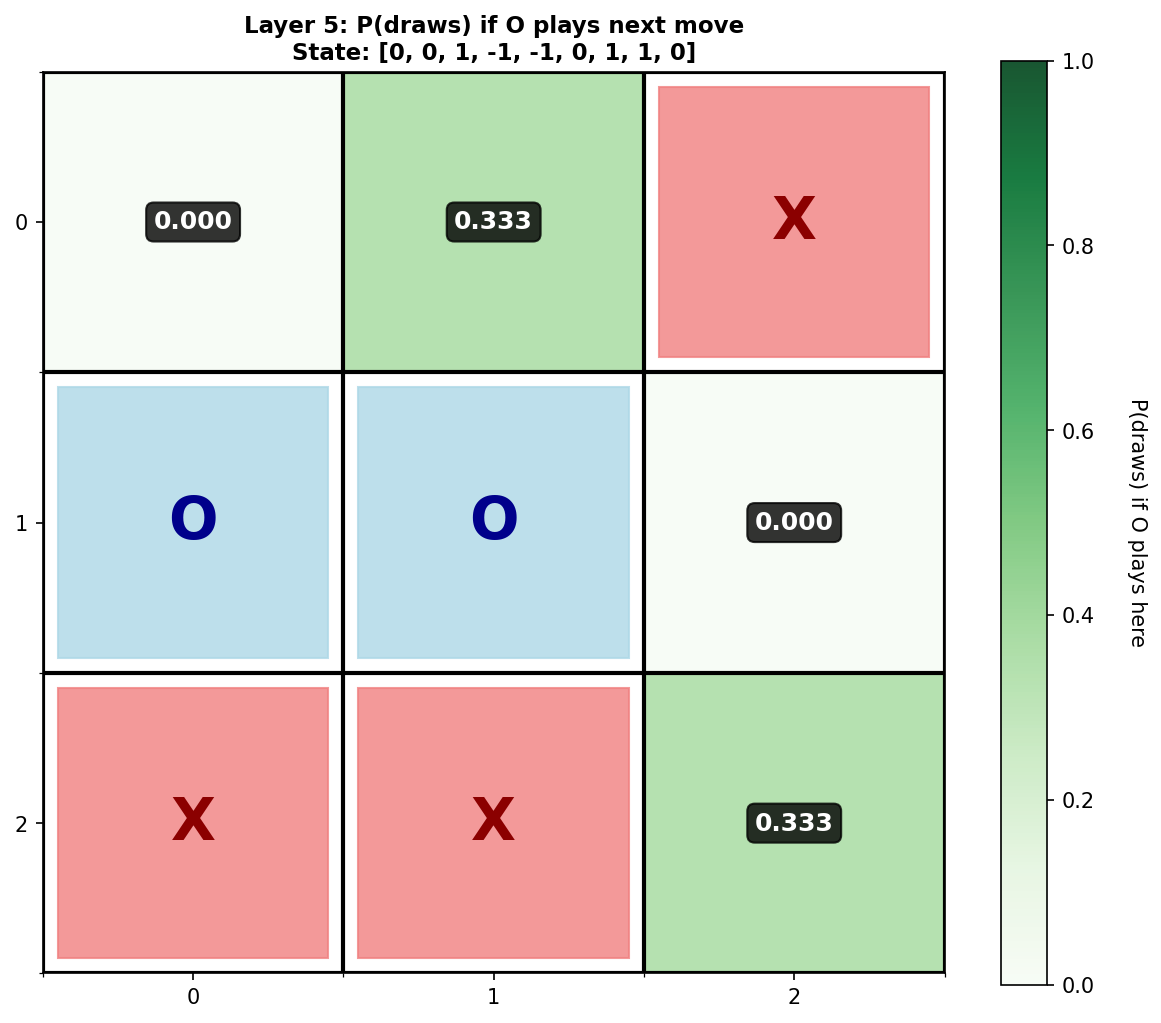 Layer 5: P(draws) if O plays next move
State: [0, 0, 1, -1, -1, 0, 1, 1, 0]
0
0.000
0.333
X
1
O
O
0.000
2
X
X
0.333
0
1
2
1.0
0.8
0.6
0.4
0.2
0.0
P(draws) if O plays here